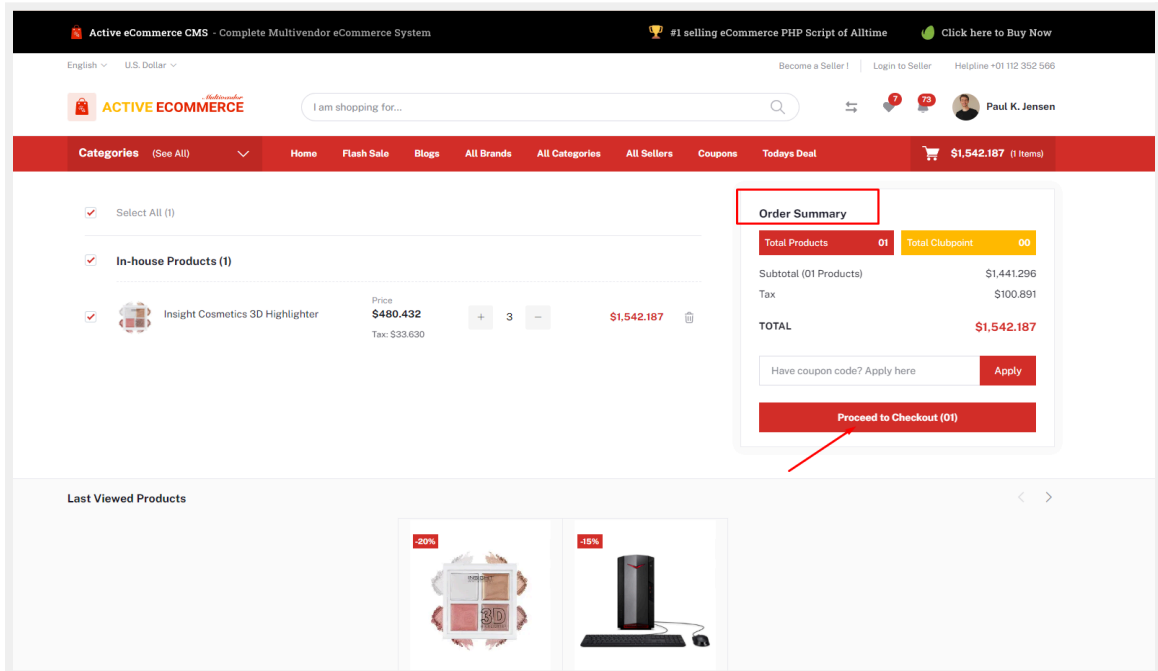 Active eCommerce CMS - Complete Multivendor eCommerce System
#1 selling eCommerce PHP Script of Alltime
Click here to Buy Now
English
U.S. Dollar
Become a Seller !
Login to Seller
Helpline +01 112 352 566
Multivendor
ACTIVE ECOMMERCE
I am shopping for...
7
73
Paul K. Jensen
Categories (See All)
Home
Flash Sale
Blogs
All Brands
All Categories
All Sellers
Coupons
Todays Deal
$1,542.187 (1 Items)
Select All (1)
In-house Products (1)
Insight Cosmetics 3D Highlighter
Price
$480.432
Tax: $33.630
+ 3 −
$1,542.187
Order Summary
Total Products 01
Total Clubpoint 00
Subtotal (01 Products) $1,441.296
Tax $100.891
TOTAL $1,542.187
Have coupon code? Apply here
Apply
Proceed to Checkout (01)
Last Viewed Products
-20%
INSIGHT
3D
-15%